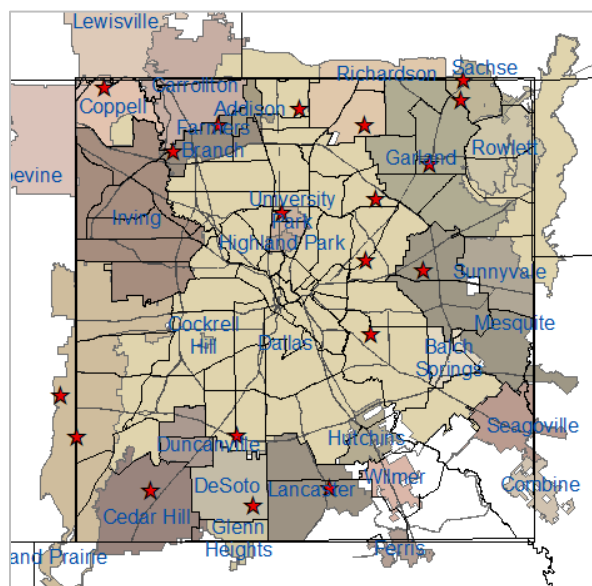 Lewisville
Carrollton
Richardson
Sachse
Coppell
Addison
Farmers
Branch
Garland
Rowlett
pevine
University
Park
Irving
Highland Park
Sunnyvale
Mesquite
Cockrell
Hill
Dallas
Balch
Springs
Seagoville
Duncanville
Hutchins
Wilmer
Combine
DeSoto
Lancaster
Cedar Hill
Glenn
Heights
Ferris
and Prairie